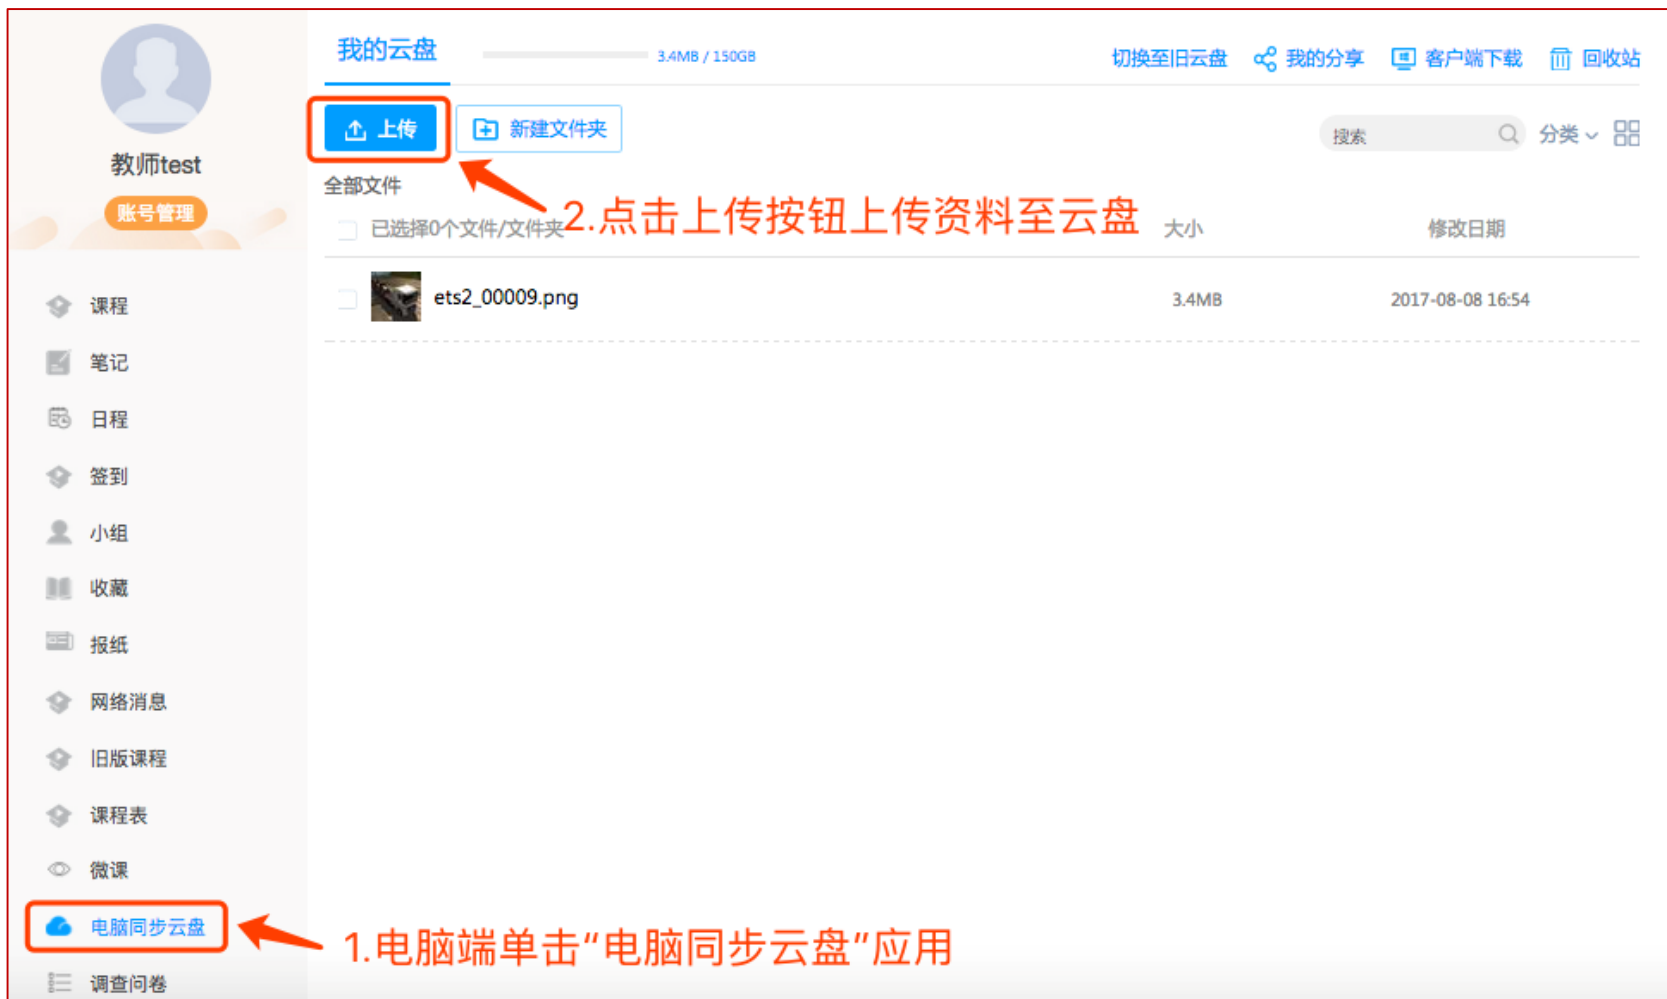 教师test
账号管理
课程
笔记
日程
签到
小组
收藏
报纸
网络消息
旧版课程
课程表
微课
电脑同步云盘
调查问卷
我的云盘 3.4MB / 150GB 切换至旧云盘 我的分享 客户端下载 回收站
上传 新建文件夹 搜索 分类
全部文件
2.点击上传按钮上传资料至云盘
已选择0个文件/文件夹 大小 修改日期
ets2_00009.png 3.4MB 2017-08-08 16:54
1.电脑端单击“电脑同步云盘”应用